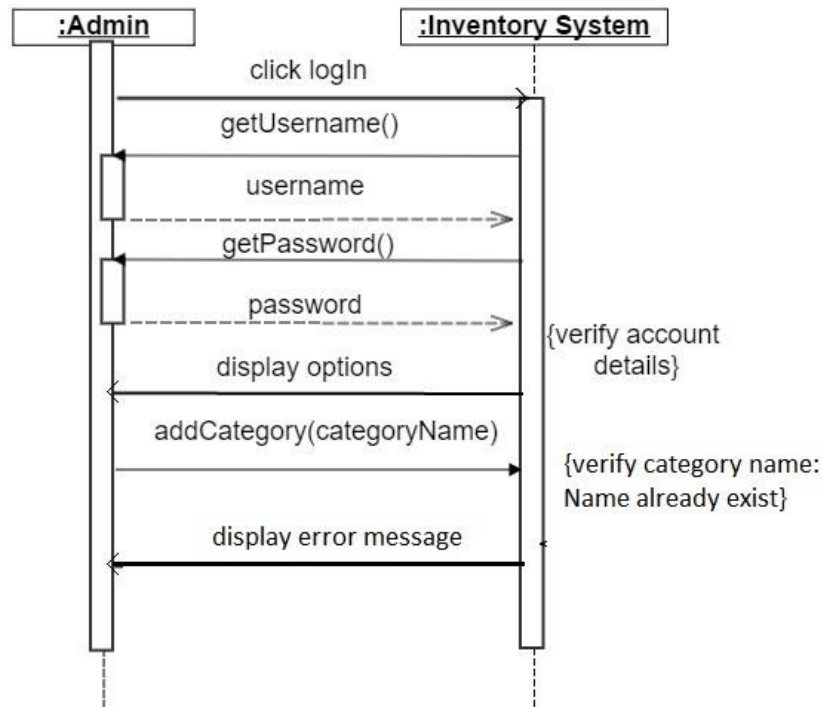 :Admin
:Inventory System
click logIn
getUsername()
username
getPassword()
password
{verify account
details}
display options
addCategory(categoryName)
{verify category name:
Name already exist}
display error message